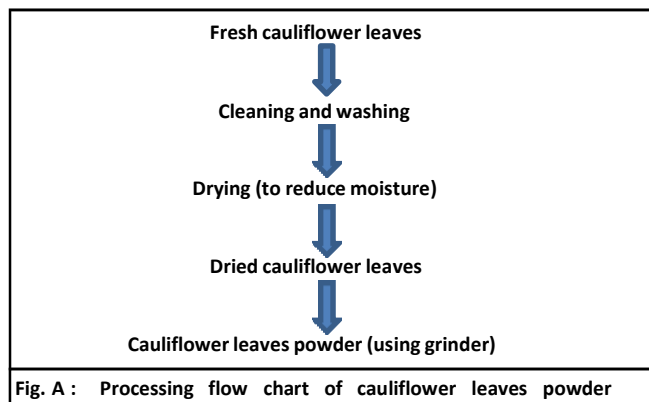 Fresh cauliflower leaves
Cleaning and washing
Drying (to reduce moisture)
Dried cauliflower leaves
Cauliflower leaves powder (using grinder)
Fig. A : Processing flow chart of cauliflower leaves powder